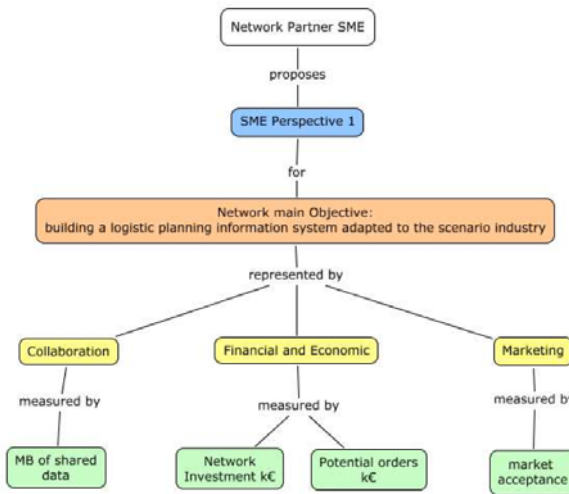 Network Partner SME
proposes
SME Perspective 1
for
Network main Objective:
building a logistic planning information system adapted to the scenario industry
represented by
Collaboration
Financial and Economic
Marketing
measured by
measured by
measured by
MB of shared
data
Network
Investment k€
Potential orders
k€
market
acceptance